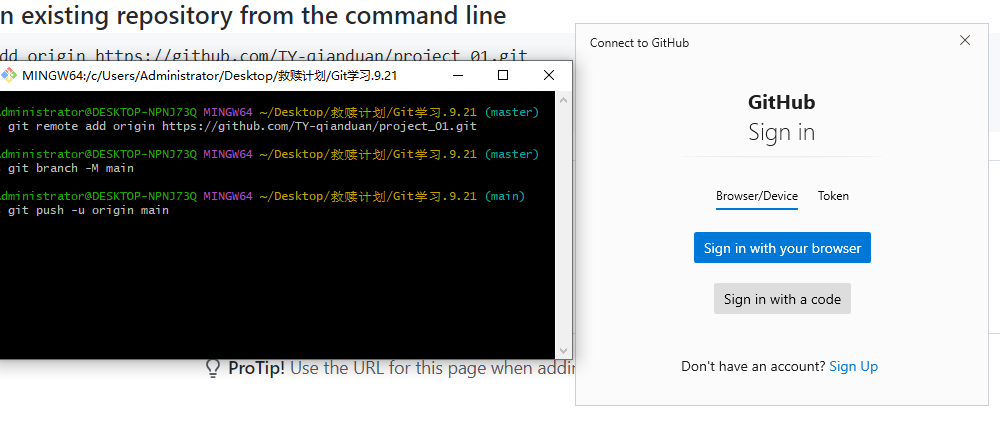 n existing repository from the command line
dd origin https://github.com/TY-qianduan/project_01.git
MINGW64:/c/Users/Administrator/Desktop/救赎计划/Git学习.9.21
dministrator@DESKTOP-NPNJ73Q MINGW64 ~/Desktop/救赎计划/Git学习.9.21 (master)
git remote add origin https://github.com/TY-qianduan/project_01.git
dministrator@DESKTOP-NPNJ73Q MINGW64 ~/Desktop/救赎计划/Git学习.9.21 (master)
git branch -M main
dministrator@DESKTOP-NPNJ73Q MINGW64 ~/Desktop/救赎计划/Git学习.9.21 (main)
git push -u origin main
ProTip! Use the URL for this page when addin
Connect to GitHub
GitHub
Sign in
Browser/Device Token
Sign in with your browser
Sign in with a code
Don't have an account? Sign Up